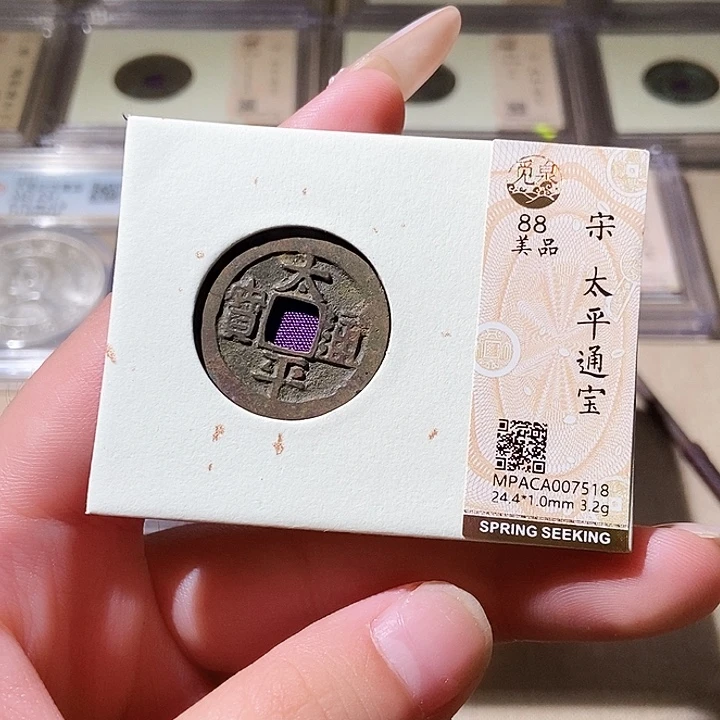 太
平
通
寶
觅泉
88
美品
宋
太平通宝
MPACA007518
24.4*1.0mm 3.2g
SPRING SEEKING